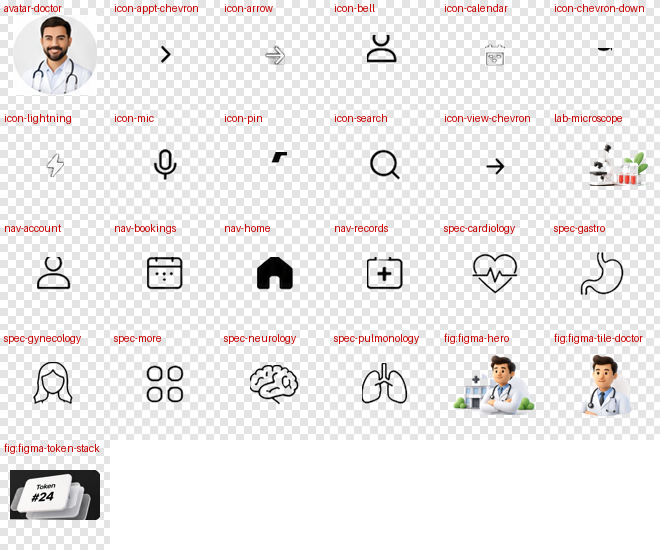 avatar-doctor
icon-appt-chevron
icon-arrow
icon-bell
icon-calendar
icon-chevron-down
icon-lightning
icon-mic
icon-pin
icon-search
icon-view-chevron
lab-microscope
nav-account
nav-bookings
nav-home
nav-records
spec-cardiology
spec-gastro
spec-gynecology
spec-more
spec-neurology
spec-pulmonology
fig:figma-hero
fig:figma-tile-doctor
fig:figma-token-stack
Token
#24